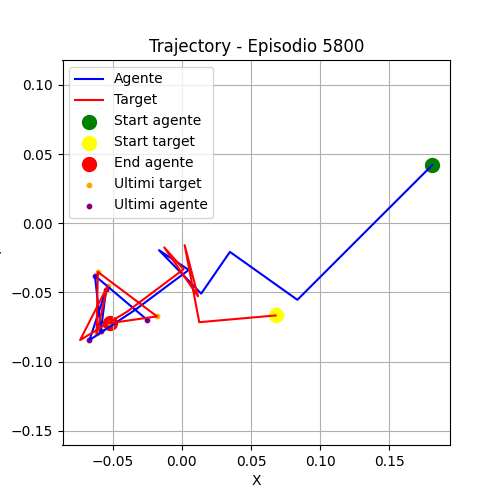 Trajectory - Episodio 5800
Agente
Target
Start agente
Start target
End agente
Ultimi target
Ultimi agente
0.10
0.05
0.00
−0.05
−0.10
−0.15
−0.05
0.00
0.05
0.10
0.15
X